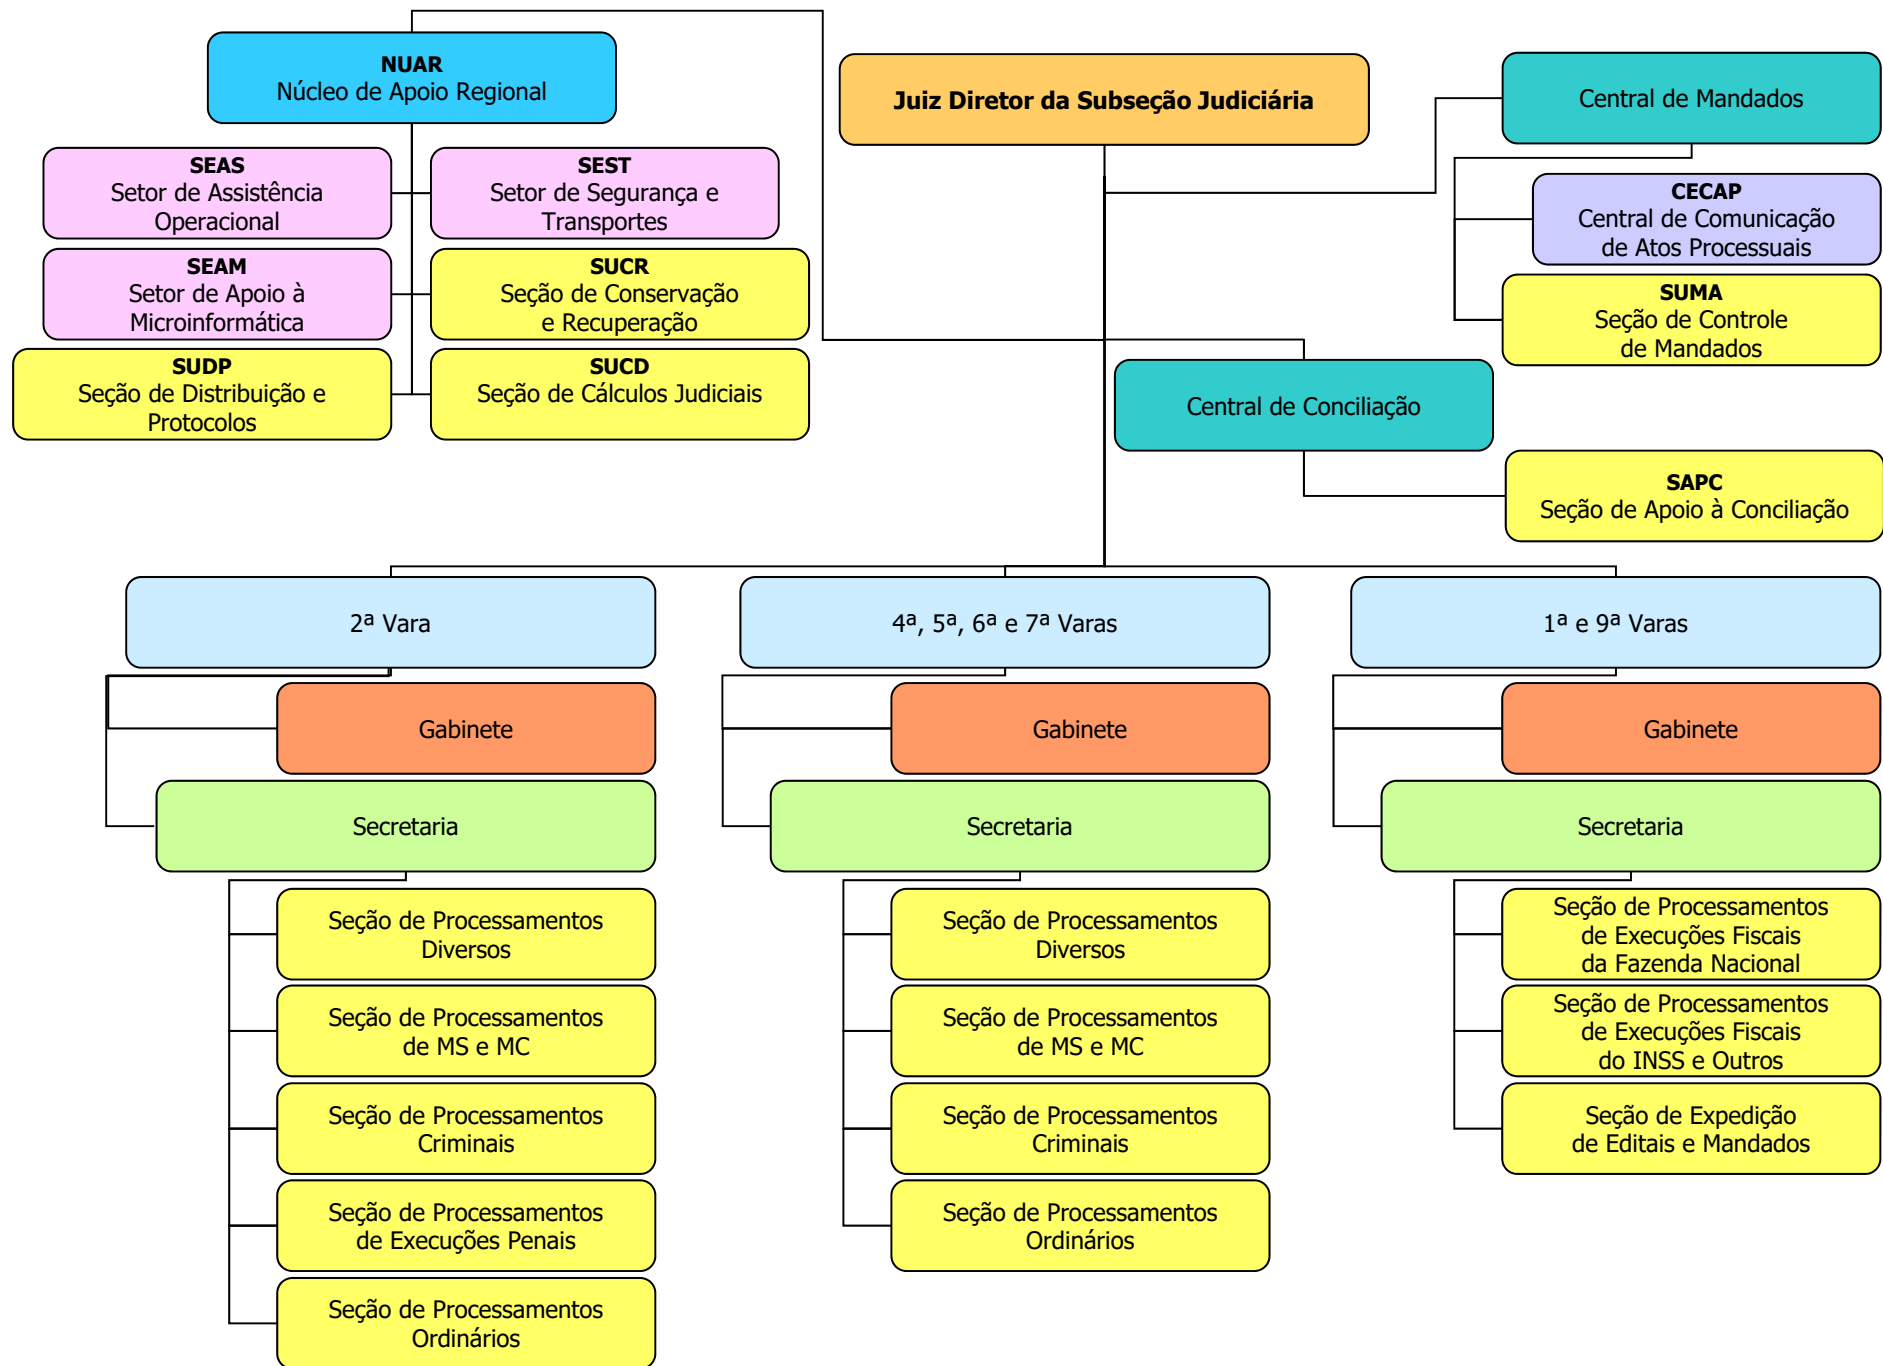 NUAR
Núcleo de Apoio Regional
Juiz Diretor da Subseção Judiciária
Central de Mandados
SEAS
Setor de Assistência
Operacional
SEST
Setor de Segurança e
Transportes
CECAP
Central de Comunicação
de Atos Processuais
SEAM
Setor de Apoio à
Microinformática
SUCR
Seção de Conservação
e Recuperação
SUMA
Seção de Controle
de Mandados
SUDP
Seção de Distribuição e
Protocolos
SUCD
Seção de Cálculos Judiciais
Central de Conciliação
SAPC
Seção de Apoio à Conciliação
2ª Vara
Gabinete
Secretaria
Seção de Processamentos
Diversos
Seção de Processamentos
de MS e MC
Seção de Processamentos
Criminais
Seção de Processamentos
de Execuções Penais
Seção de Processamentos
Ordinários
4ª, 5ª, 6ª e 7ª Varas
Gabinete
Secretaria
Seção de Processamentos
Diversos
Seção de Processamentos
de MS e MC
Seção de Processamentos
Criminais
Seção de Processamentos
Ordinários
1ª e 9ª Varas
Gabinete
Secretaria
Seção de Processamentos
de Execuções Fiscais
da Fazenda Nacional
Seção de Processamentos
de Execuções Fiscais
do INSS e Outros
Seção de Expedição
de Editais e Mandados